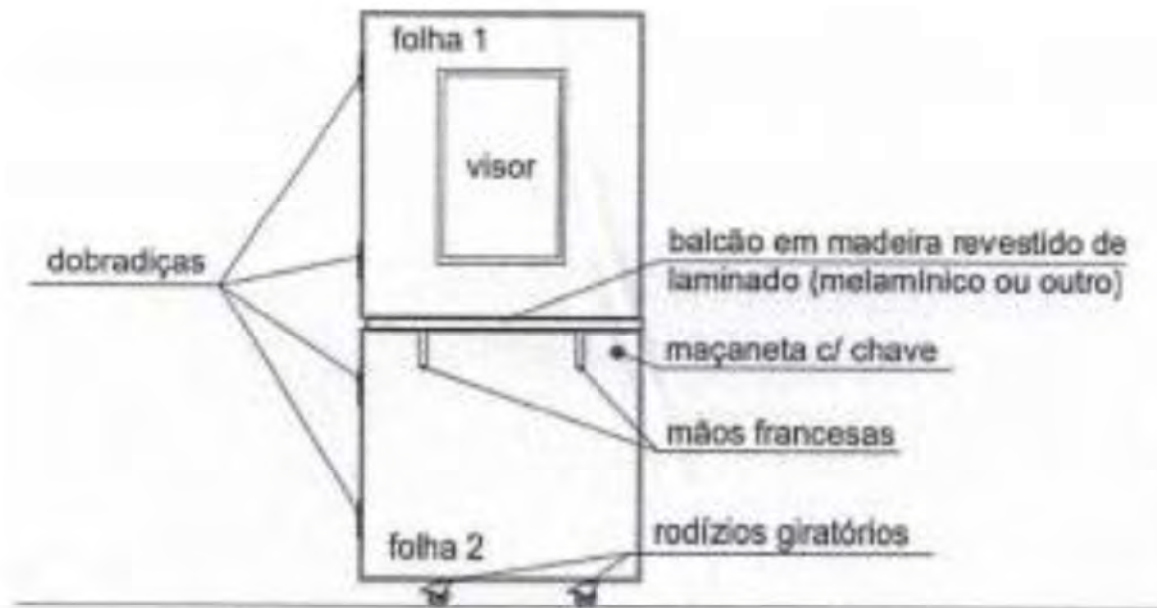 folha 1
visor
dobradiças
balcão em madeira revestido de
laminado (melamínico ou outro)
maçaneta c/ chave
mãos francesas
rodízios giratórios
folha 2